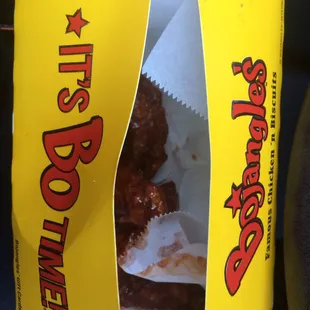 IT'S BO TIME!
Bojangles
Famous Chicken 'n Biscuits